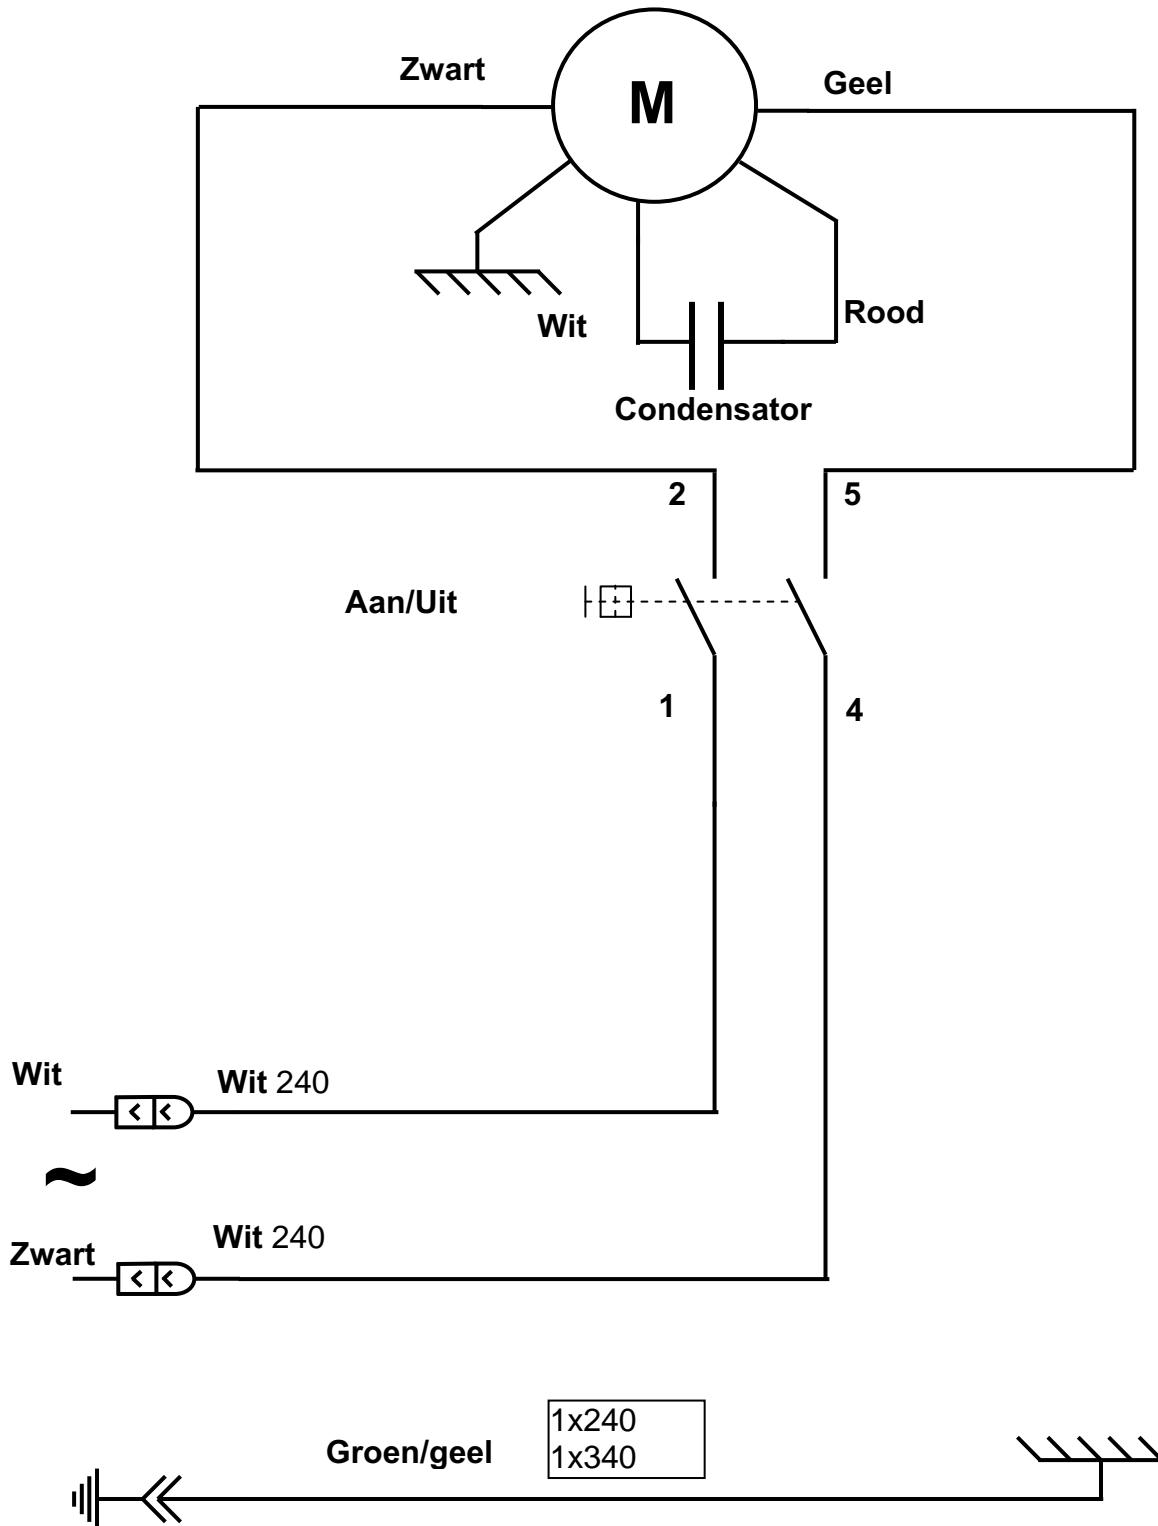 Zwart
M
Geel
Wit
Rood
Condensator
2
5
Aan/Uit
1
4
Wit
Wit 240
~
Zwart
Wit 240
Groen/geel
1x240
1x340